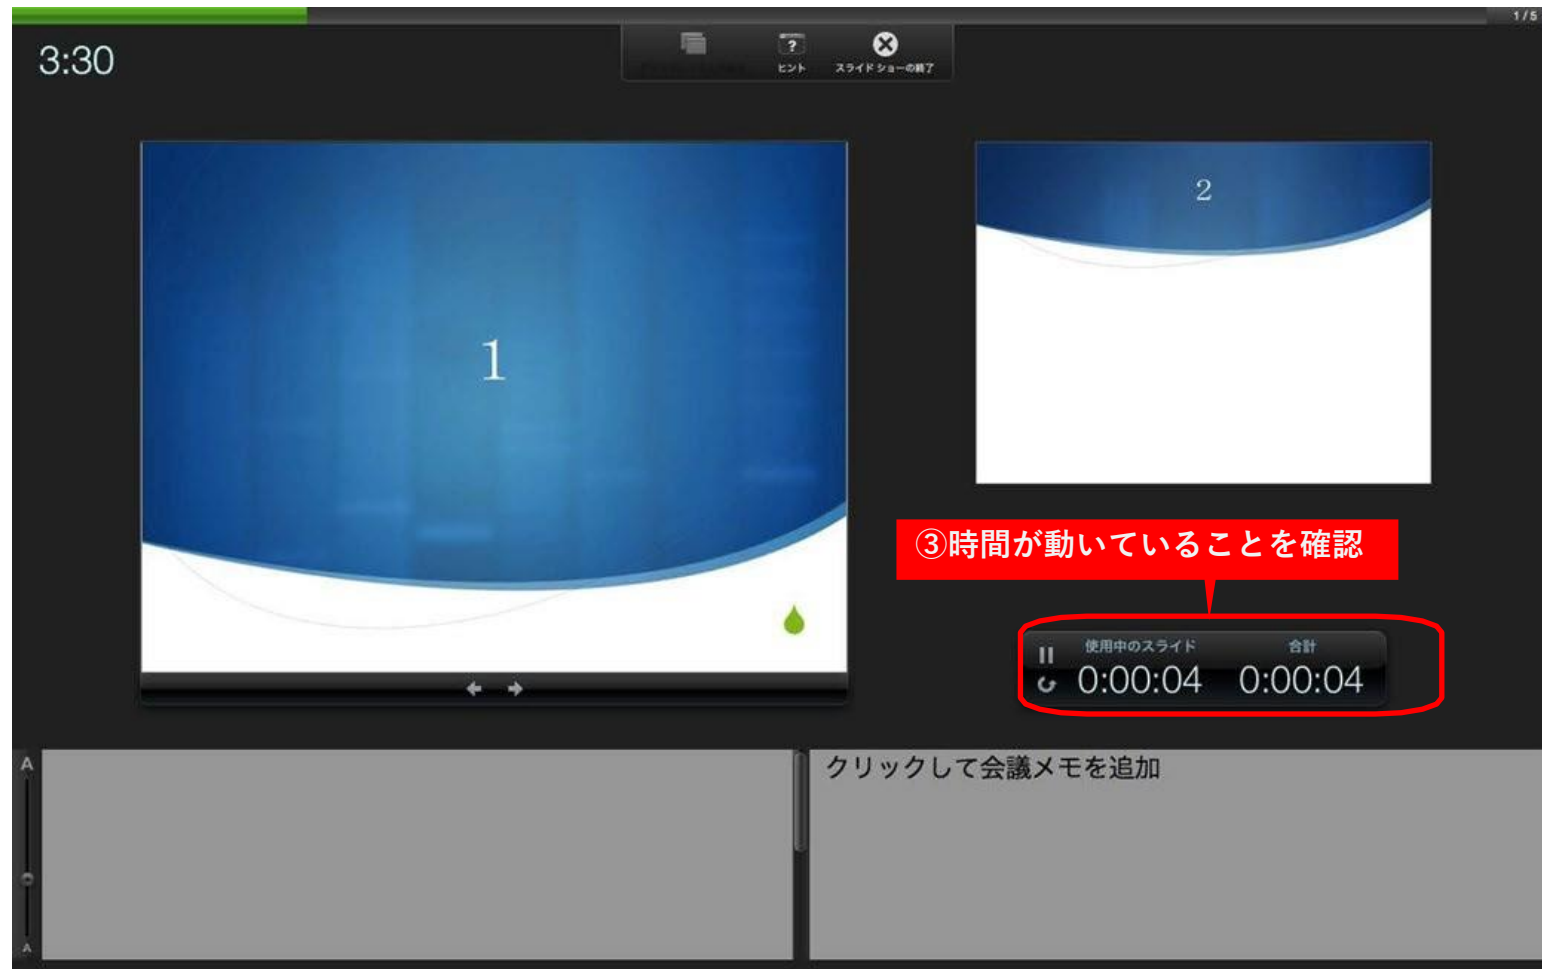 1/5
3:30
ヒント
スライド ショーの終了
1
2
③時間が動いていることを確認
使用中のスライド 合計
0:00:04 0:00:04
A
クリックして会議メモを追加
A